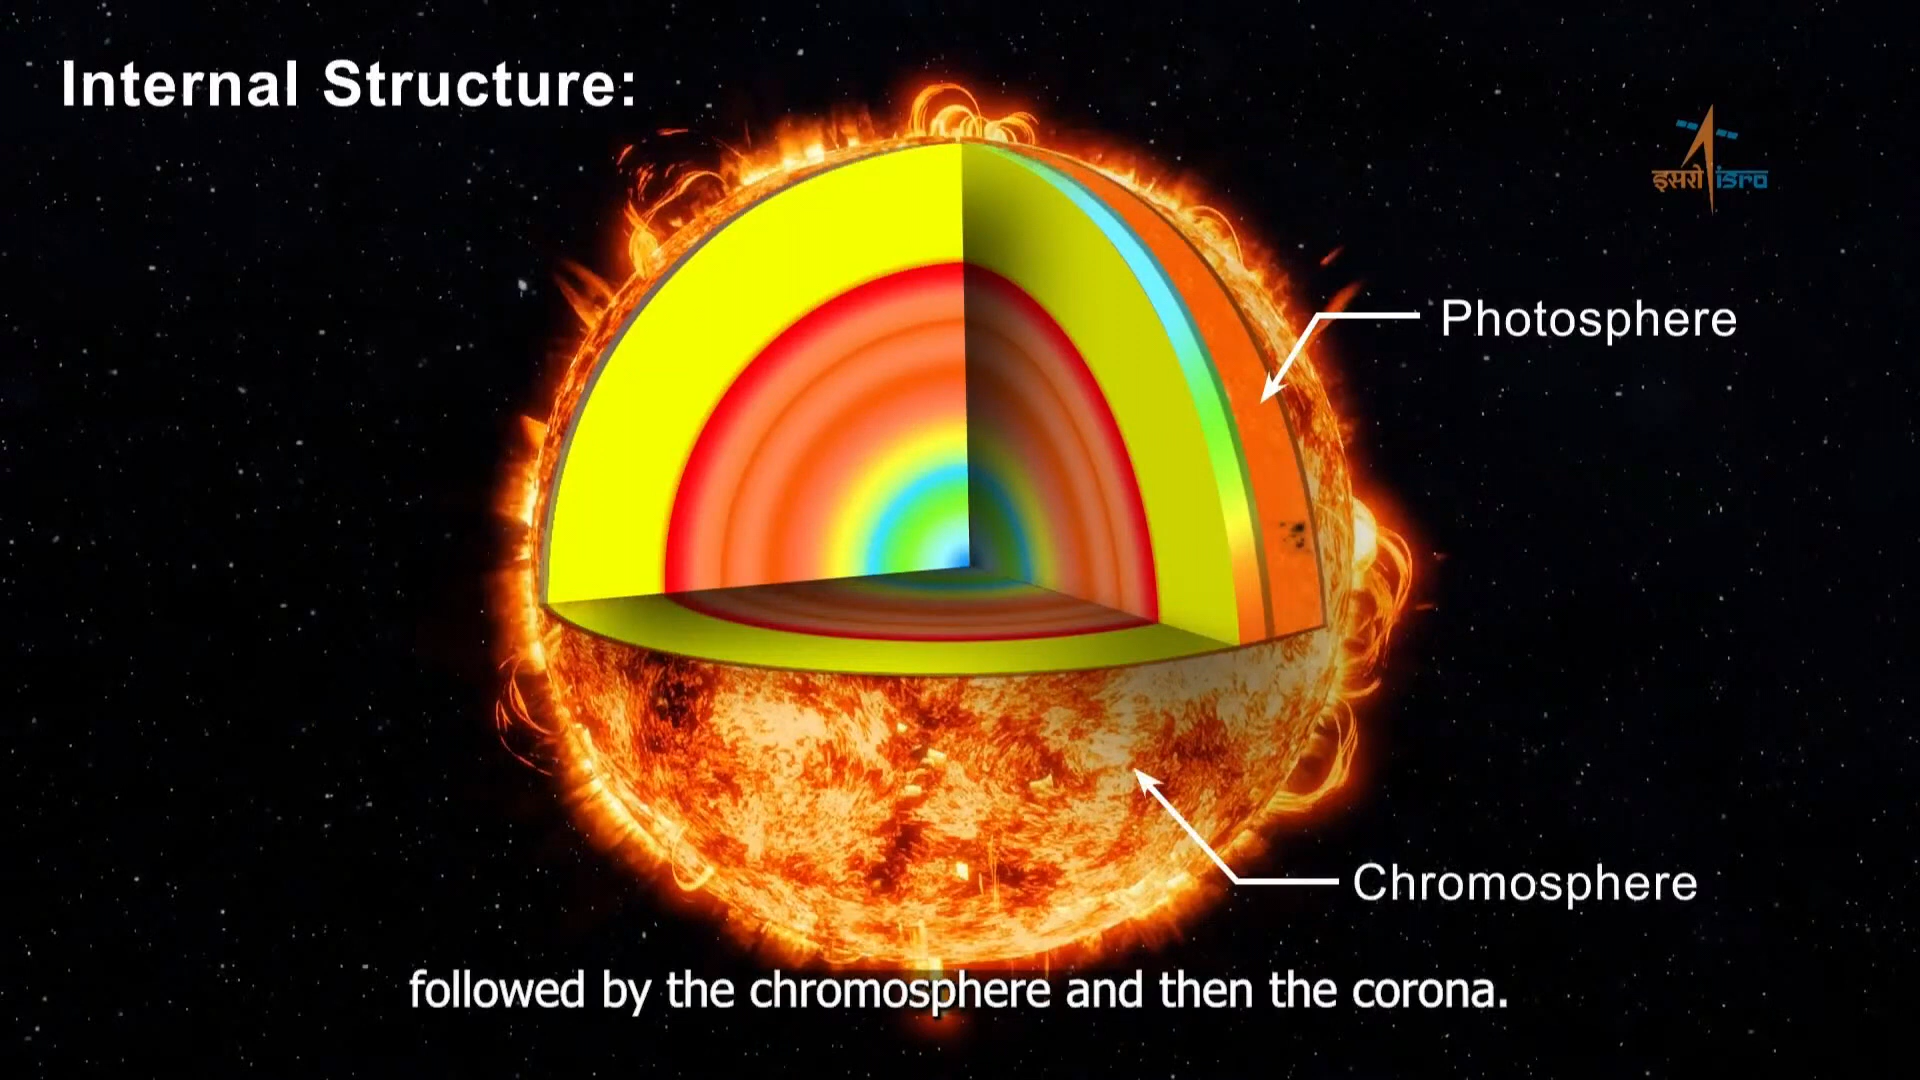 Internal Structure:
इसरो isro
Photosphere
Chromosphere
followed by the chromosphere and then the corona.